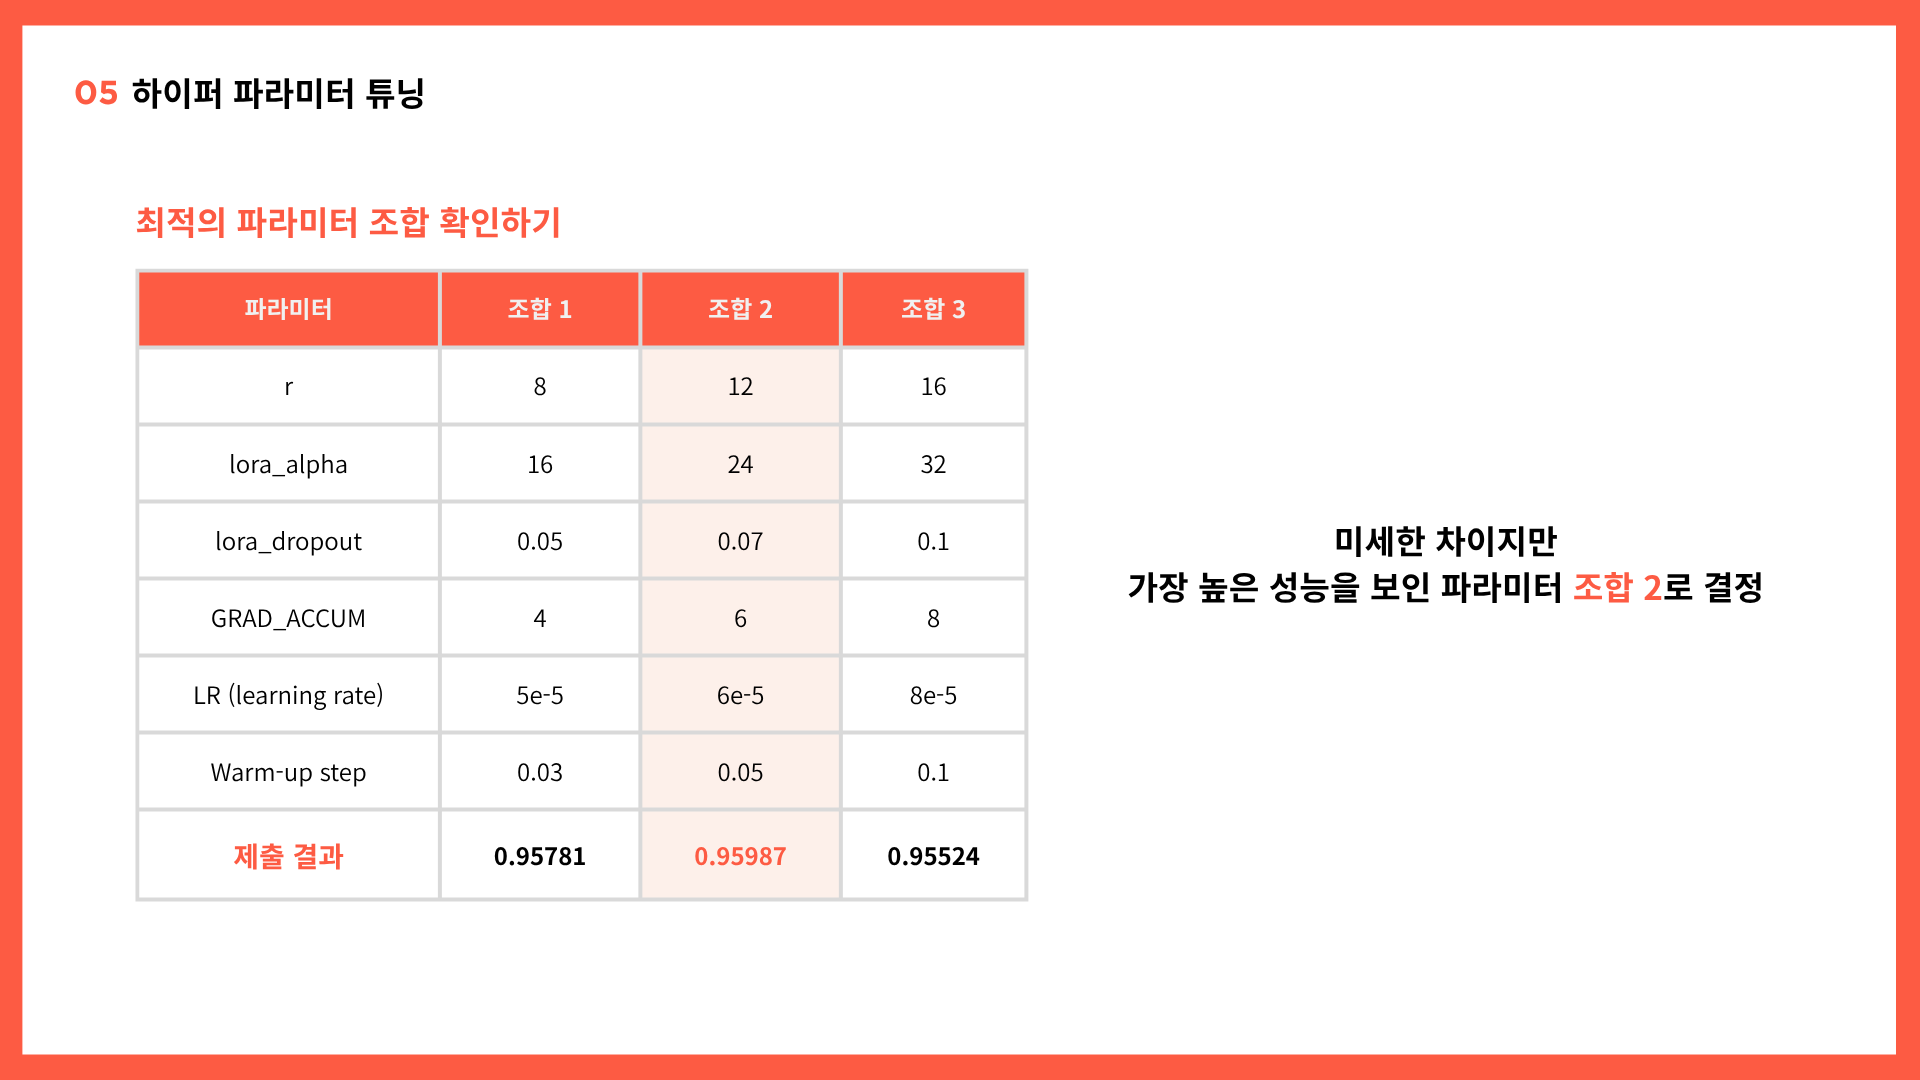 05 하이퍼 파라미터 튜닝
최적의 파라미터 조합 확인하기
파라미터 조합 1 조합 2 조합 3
r 8 12 16
lora_alpha 16 24 32
lora_dropout 0.05 0.07 0.1
GRAD_ACCUM 4 6 8
LR (learning rate) 5e-5 6e-5 8e-5
Warm-up step 0.03 0.05 0.1
제출 결과 0.95781 0.95987 0.95524
미세한 차이지만
가장 높은 성능을 보인 파라미터 조합 2로 결정